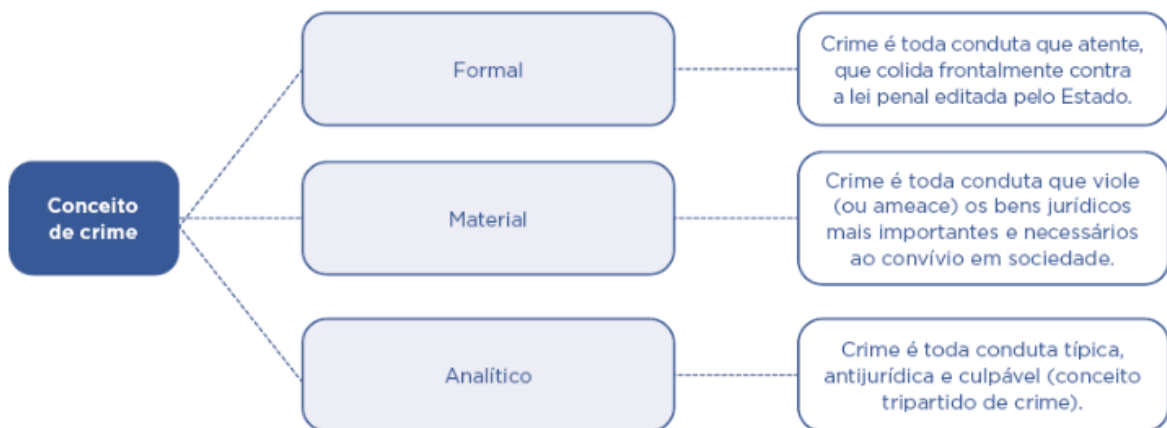 Conceito
de crime
Formal
Crime é toda conduta que atente,
que colida frontalmente contra
a lei penal editada pelo Estado.
Material
Crime é toda conduta que viole
(ou ameace) os bens jurídicos
mais importantes e necessários
ao convívio em sociedade.
Analítico
Crime é toda conduta típica,
antijurídica e culpável (conceito
tripartido de crime).